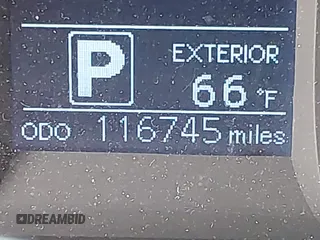 P
EXTERIOR
66 °F
ODO 116745 miles
DREAMBID